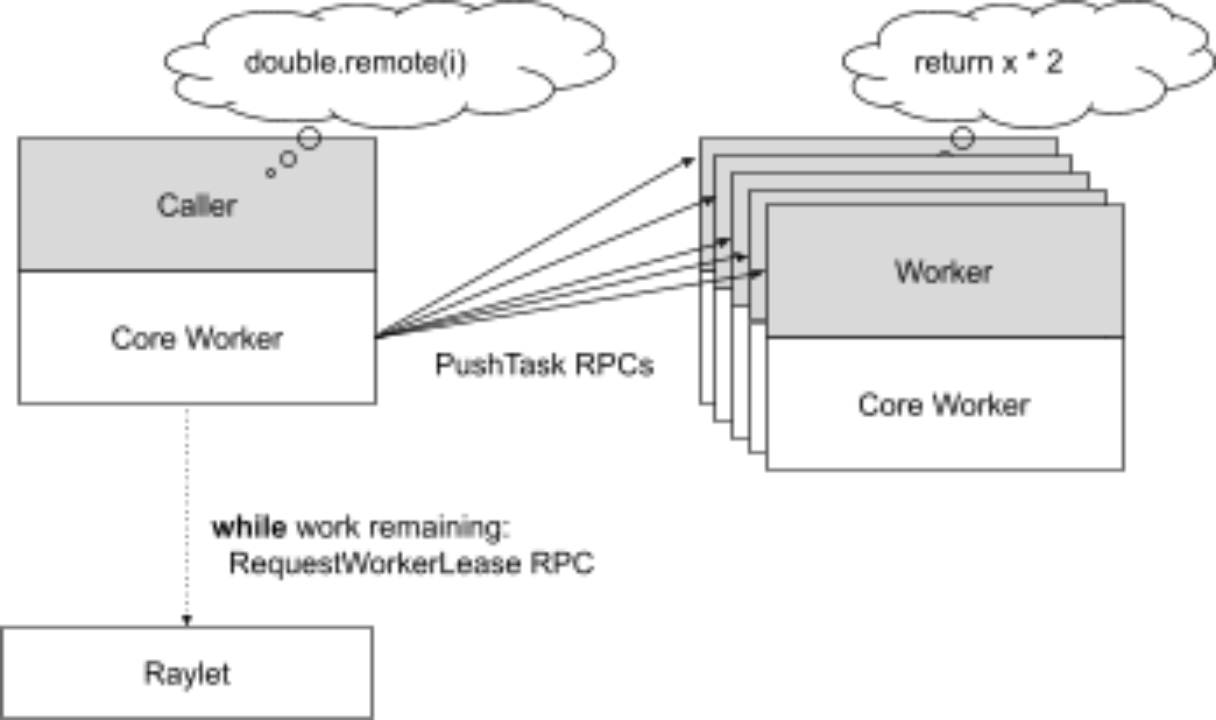 double.remote(i)
return x * 2
Caller
Core Worker
PushTask RPCs
Worker
Core Worker
while work remaining:
RequestWorkerLease RPC
Raylet